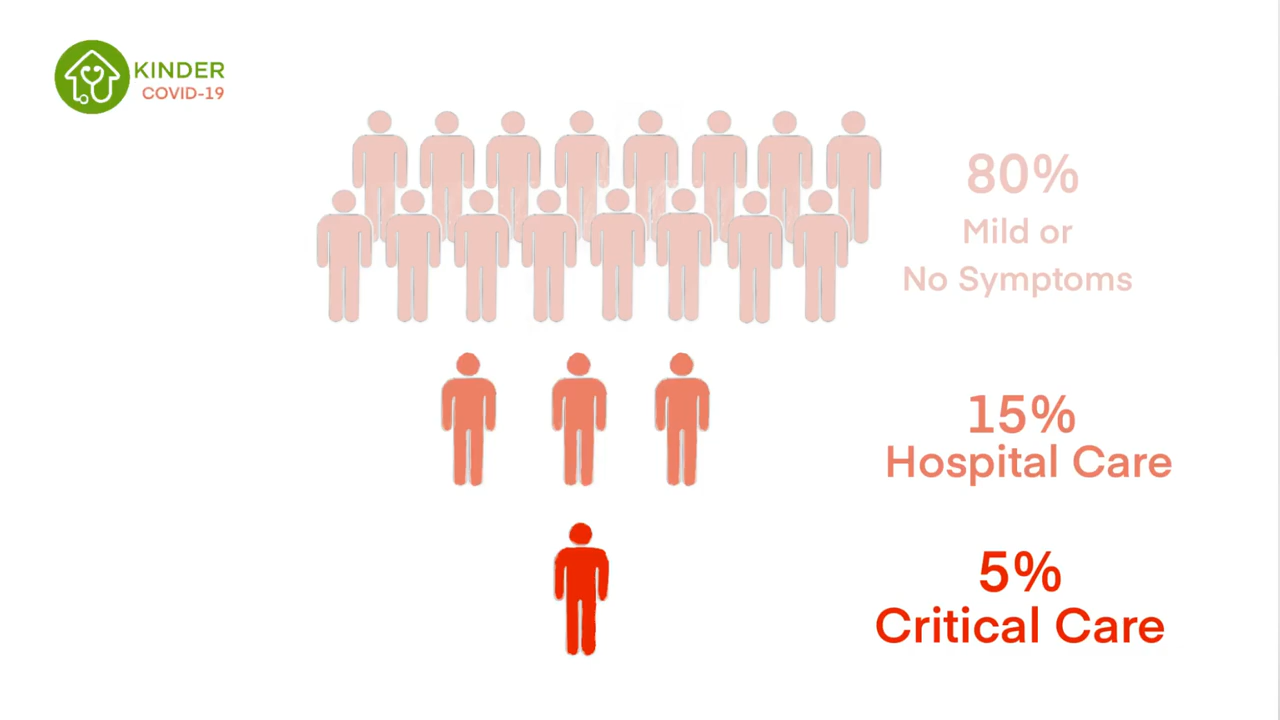 KINDER
COVID-19
80%
Mild or
No Symptoms
15%
Hospital Care
5%
Critical Care